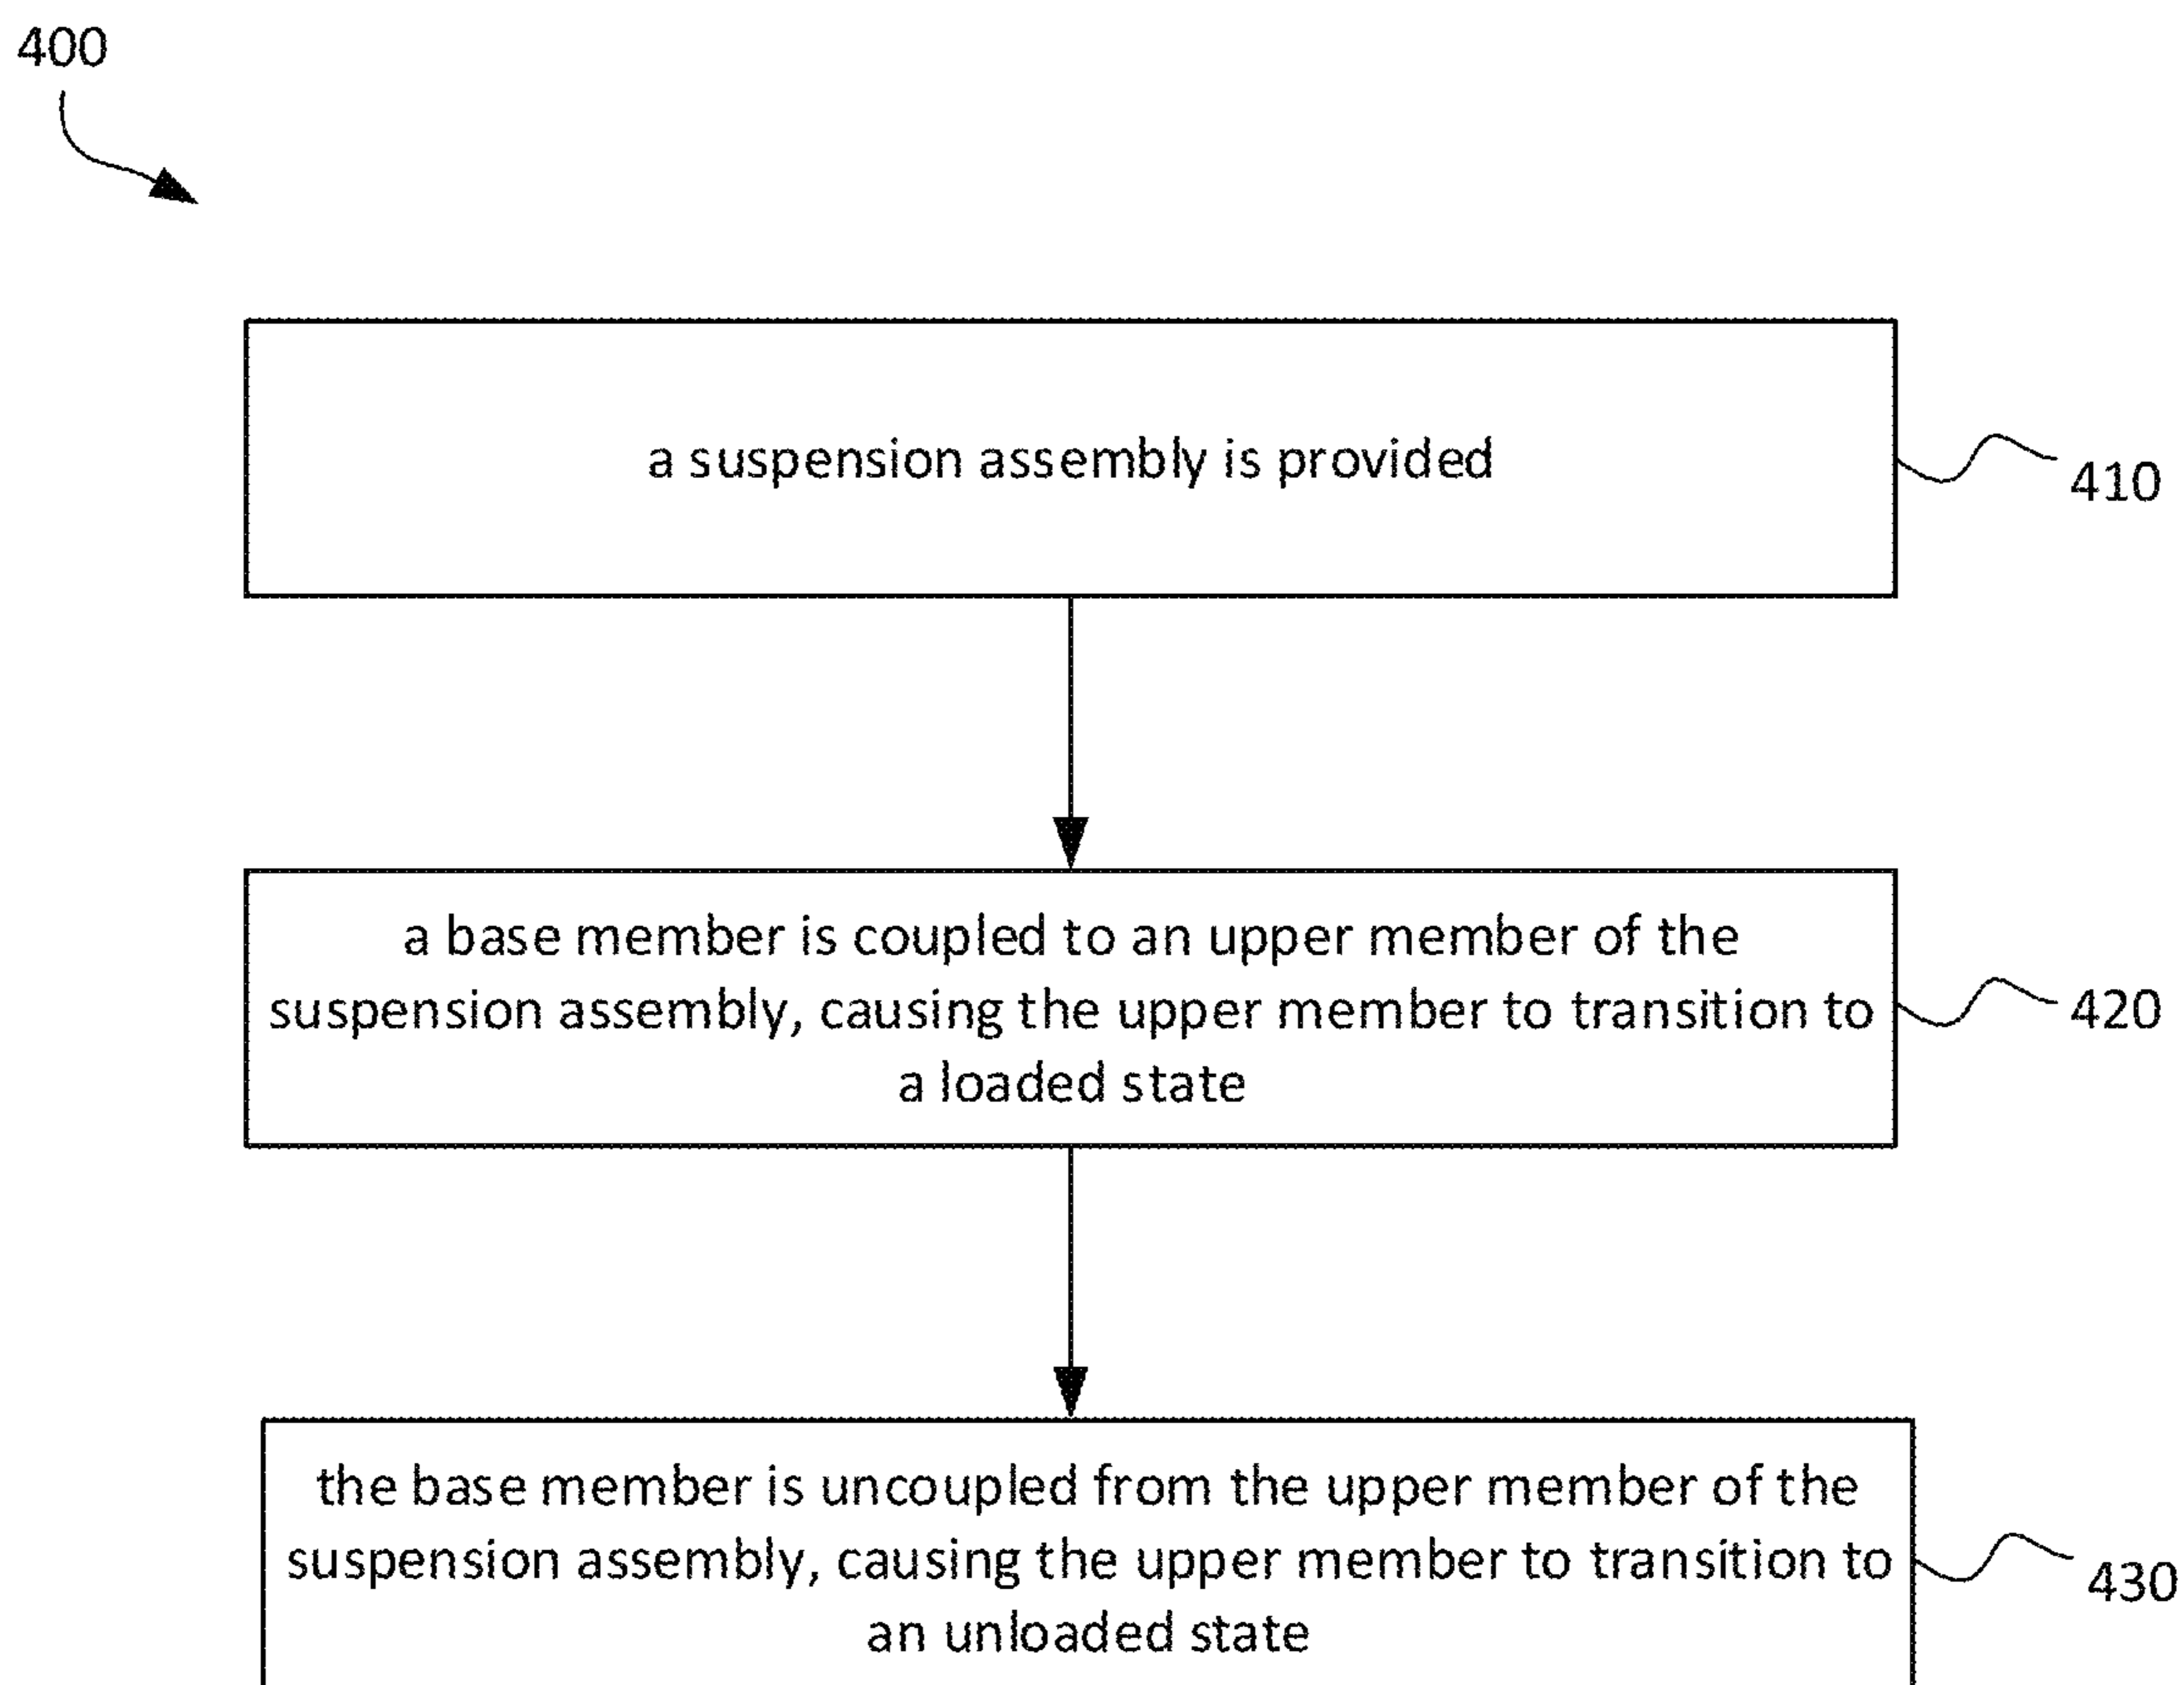 400
a suspension assembly is provided
410
a base member is coupled to an upper member of the
suspension assembly, causing the upper member to transition to
a loaded state
420
the base member is uncoupled from the upper member of the
suspension assembly, causing the upper member to transition to
an unloaded state
430